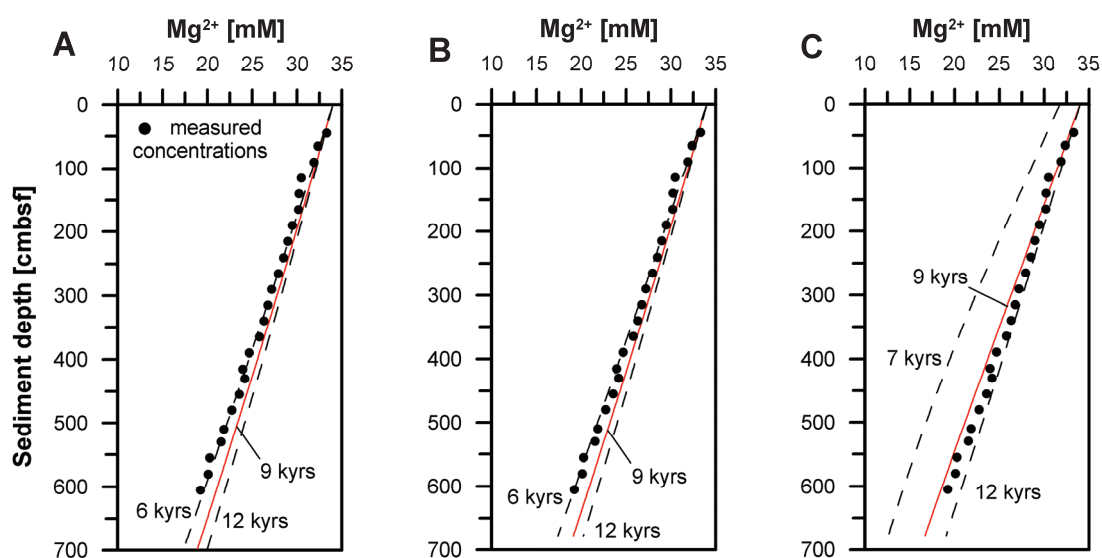 A
Mg²⁺ [mM]
10 15 20 25 30 35
0
100
200
300
400
500
600
700
Sediment depth [cmbsf]
measured
concentrations
9 kyrs
6 kyrs
12 kyrs
B
Mg²⁺ [mM]
10 15 20 25 30 35
0
100
200
300
400
500
600
700
9 kyrs
6 kyrs
12 kyrs
C
Mg²⁺ [mM]
10 15 20 25 30 35
0
100
200
300
400
500
600
700
9 kyrs
7 kyrs
12 kyrs